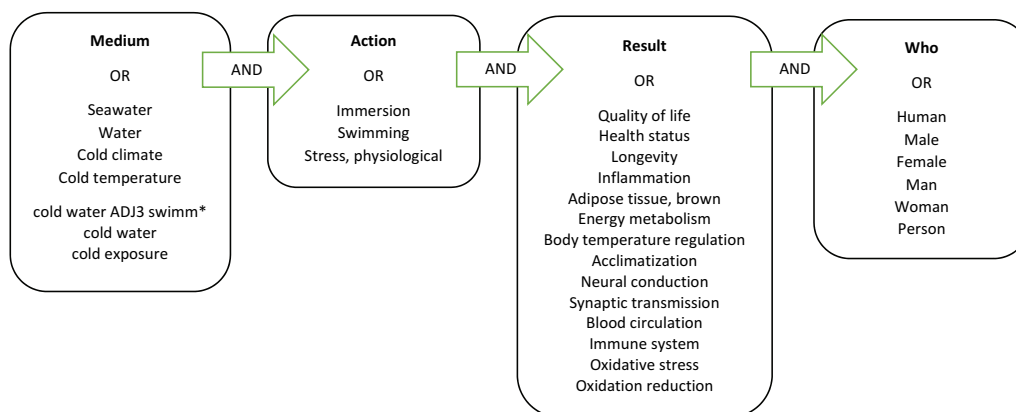 Medium
OR
Seawater
Water
Cold climate
Cold temperature
cold water ADJ3 swimm*
cold water
cold exposure
AND
Action
OR
Immersion
Swimming
Stress, physiological
AND
Result
OR
Quality of life
Health status
Longevity
Inflammation
Adipose tissue, brown
Energy metabolism
Body temperature regulation
Acclimatization
Neural conduction
Synaptic transmission
Blood circulation
Immune system
Oxidative stress
Oxidation reduction
AND
Who
OR
Human
Male
Female
Man
Woman
Person